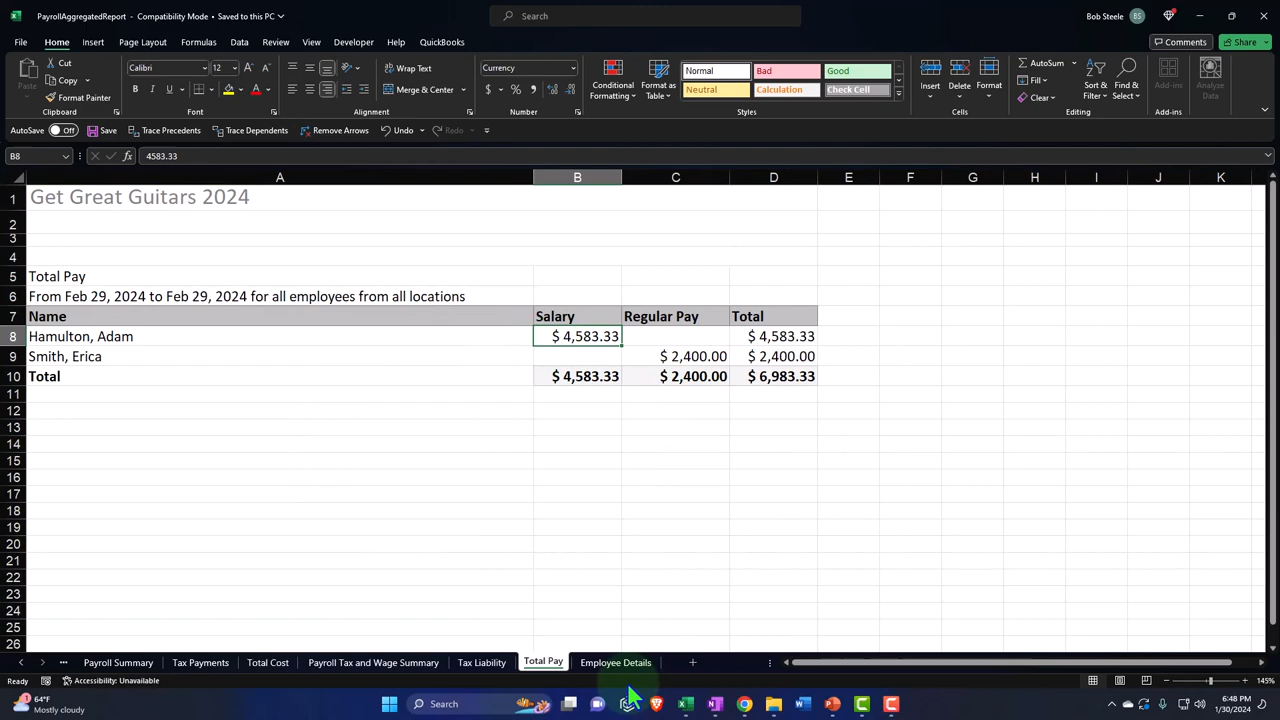 PayrollAggregatedReport - Compatibility Mode • Saved to this PC
Search
Bob Steele BS
File Home Insert Page Layout Formulas Data Review View Developer Help QuickBooks
Comments Share
Paste Cut Copy Format Painter Clipboard
Calibri 12 B I U Font
Wrap Text Merge & Center Alignment
Currency $ % Number
Conditional Formatting Format as Table
Normal Bad Good
Neutral Calculation Check Cell
Styles
Insert Delete Format Cells
AutoSum Fill Clear Sort & Filter Find & Select Editing
Add-ins Add-ins
Analyze Data
AutoSave Off Save Trace Precedents Trace Dependents Remove Arrows Undo Redo
B8 fx 4583.33
A B C D E F G H I J K
1 Get Great Guitars 2024
2
3
4
5 Total Pay
6 From Feb 29, 2024 to Feb 29, 2024 for all employees from all locations
7 Name Salary Regular Pay Total
8 Hamulton, Adam $ 4,583.33 $ 4,583.33
9 Smith, Erica $ 2,400.00 $ 2,400.00
10 Total $ 4,583.33 $ 2,400.00 $ 6,983.33
11
12
13
14
15
16
17
18
19
20
21
22
23
24
25
26
Payroll Summary Tax Payments Total Cost Payroll Tax and Wage Summary Tax Liability Total Pay Employee Details
Ready Accessibility: Unavailable 145%
64°F
Mostly cloudy
Search
6:48 PM
1/30/2024